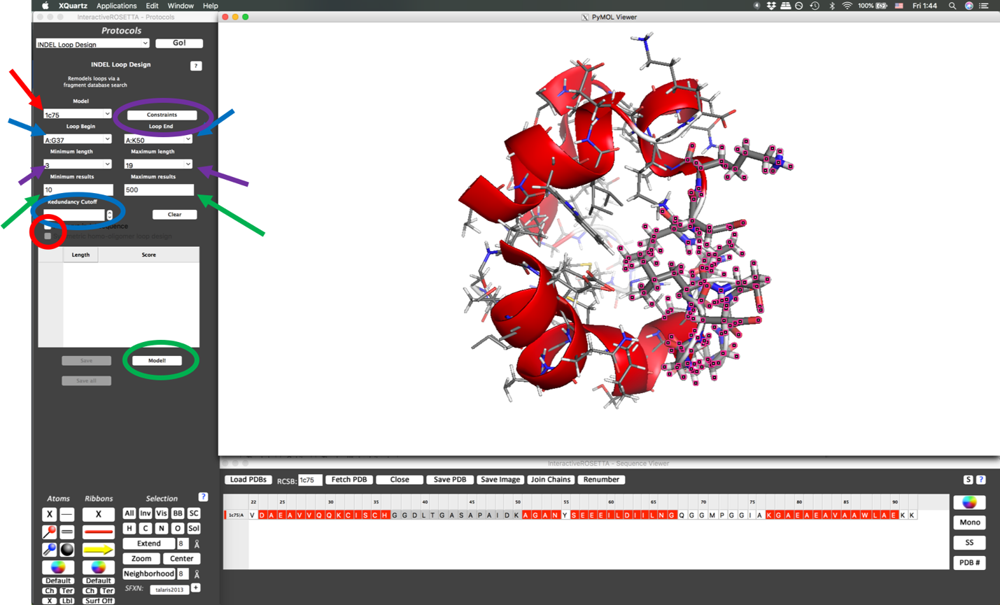 XQuartz Applications Edit Window Help
100% Fri 1:44
InteractiveROSETTA - Protocols
PyMOL Viewer
Protocols
INDEL Loop Design Go!
INDEL Loop Design ?
Remodels loops via a
fragment database search
Model
1c75 Constraints
Loop Begin Loop End
A:G37 A:K50
Minimum length Maximum length
3 19
Minimum results Maximum results
10 500
Redundancy Cutoff
Clear
sequence
homo-oligomer loop design
Length Score
Save Model!
Save all
InteractiveROSETTA - Sequence Viewer
Load PDBs RCSB: 1c75 Fetch PDB Close Save PDB Save Image Join Chains Renumber S ?
22 25 30 35 40 45 50 55 60 65 70 75 80 85 90
1c75|A V D A E A V V Q Q K C I S C H G G D L T G A S A P A I D K A G A N Y S E E E I L D I I L N G Q G G M P G G I A K G A E A E A V A A W L A E K K
Mono
SS
PDB #
Atoms Ribbons Selection ?
X X All Inv Vis BB SC
H C N O Sol
Extend 8 Å
Zoom Center
Default Default Neighborhood 8 Å
Ch Ter Ch Ter SFXN: talaris2013 +
X Lbl Surf Off